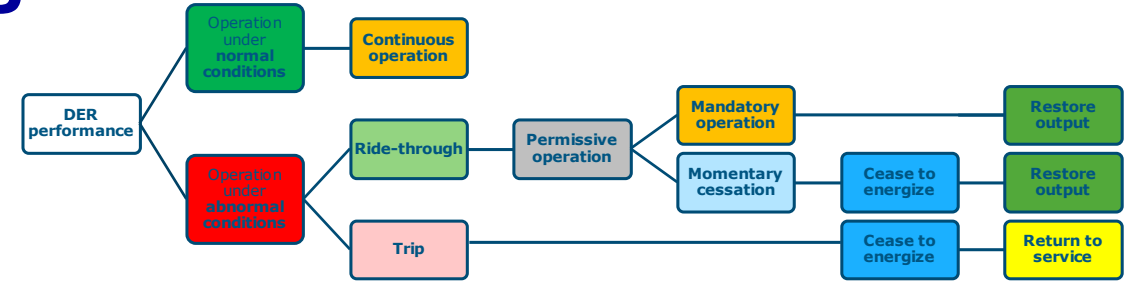 Operation
under
normal
conditions
Continuous
operation
DER
performance
Operation
under
abnormal
conditions
Ride-through
Permissive
operation
Mandatory
operation
Restore
output
Momentary
cessation
Cease to
energize
Restore
output
Trip
Cease to
energize
Return to
service